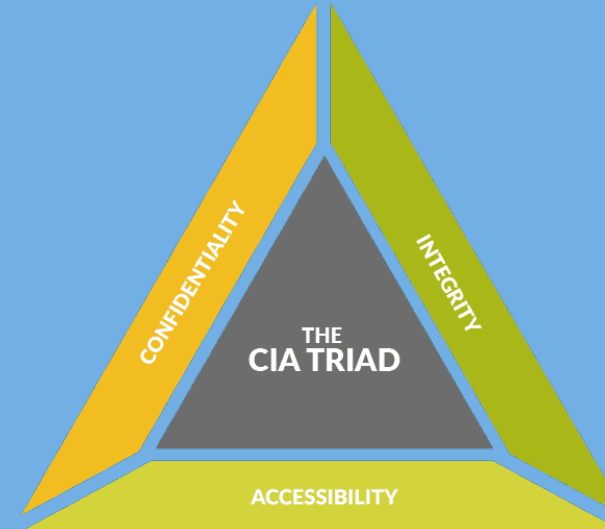 CONFIDENTIALITY
INTEGRITY
THE
CIA TRIAD
ACCESSIBILITY